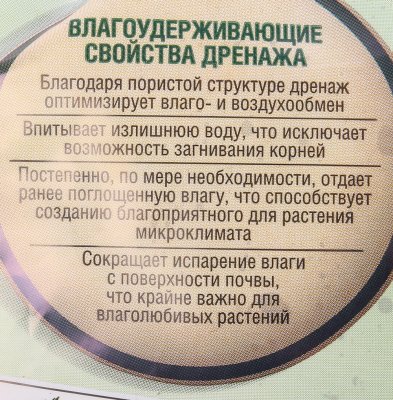 ВЛАГОУДЕРЖИВАЮЩИЕ
СВОЙСТВА ДРЕНАЖА
Благодаря пористой структуре дренаж
оптимизирует влаго- и воздухообмен
Впитывает излишнюю воду, что исключает
возможность загнивания корней
Постепенно, по мере необходимости, отдает
ранее поглощенную влагу, что способствует
созданию благоприятного для растения
микроклимата
Сокращает испарение влаги
с поверхности почвы,
что крайне важно для
влаголюбивых растений